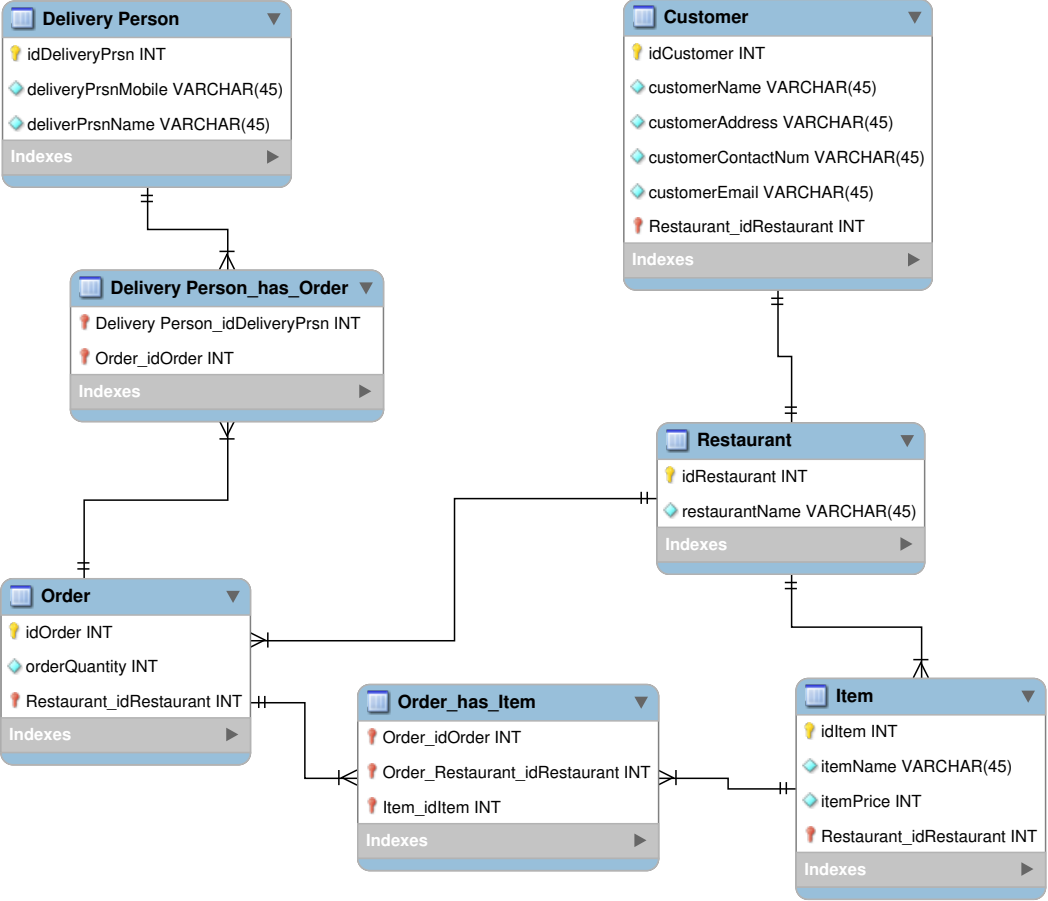 Delivery Person
idDeliveryPrsn INT
deliveryPrsnMobile VARCHAR(45)
deliverPrsnName VARCHAR(45)
Indexes
Customer
idCustomer INT
customerName VARCHAR(45)
customerAddress VARCHAR(45)
customerContactNum VARCHAR(45)
customerEmail VARCHAR(45)
Restaurant_idRestaurant INT
Indexes
Delivery Person_has_Order
Delivery Person_idDeliveryPrsn INT
Order_idOrder INT
Indexes
Restaurant
idRestaurant INT
restaurantName VARCHAR(45)
Indexes
Order
idOrder INT
orderQuantity INT
Restaurant_idRestaurant INT
Indexes
Order_has_Item
Order_idOrder INT
Order_Restaurant_idRestaurant INT
Item_idItem INT
Indexes
Item
idItem INT
itemName VARCHAR(45)
itemPrice INT
Restaurant_idRestaurant INT
Indexes